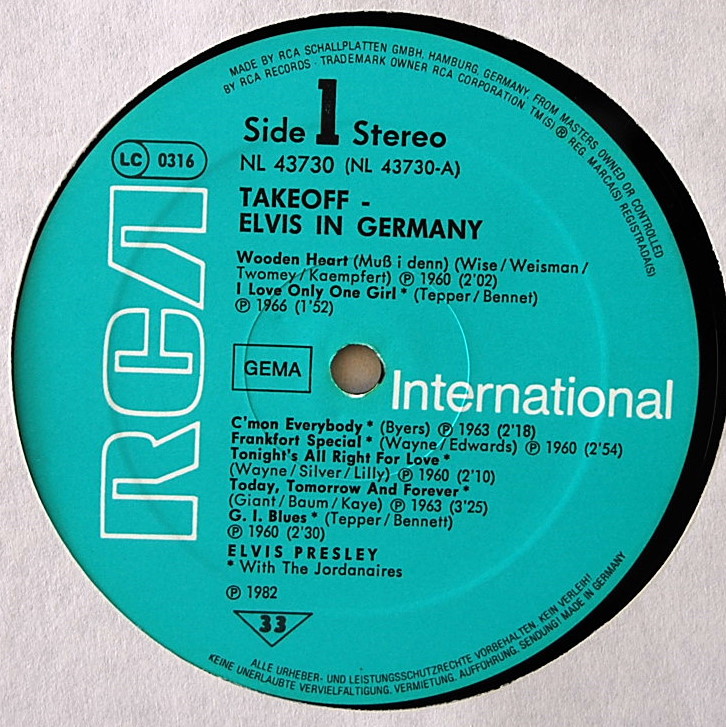 MADE BY RCA SCHALLPLATTEN GMBH, HAMBURG, GERMANY, FROM MASTERS OWNED OR CONTROLLED
BY RCA RECORDS · TRADEMARK OWNER RCA CORPORATION TM(S) ® REG. MARCA(S) REGISTRADA(S)
Side 1 Stereo
LC 0316
NL 43730 (NL 43730-A)
TAKEOFF -
ELVIS IN GERMANY
RCA
Wooden Heart (Muß i denn) (Wise/Weisman/
Twomey/Kaempfert) ℗ 1960 (2'02)
I Love Only One Girl* (Tepper/Bennet)
℗ 1966 (1'52)
GEMA
International
C'mon Everybody* (Byers) ℗ 1963 (2'18)
Frankfort Special* (Wayne/Edwards) ℗ 1960 (2'54)
Tonight's All Right For Love*
(Wayne/Silver/Lilly) ℗ 1960 (2'10)
Today, Tomorrow And Forever*
(Giant/Baum/Kaye) ℗ 1963 (3'25)
G. I. Blues* (Tepper/Bennett)
℗ 1960 (2'30)
ELVIS PRESLEY
* With The Jordanaires
℗ 1982
33
ALLE URHEBER- UND LEISTUNGSSCHUTZRECHTE VORBEHALTEN. KEIN VERLEIH!
KEINE UNERLAUBTE VERVIELFÄLTIGUNG, VERMIETUNG, AUFFÜHRUNG, SENDUNG! MADE IN GERMANY